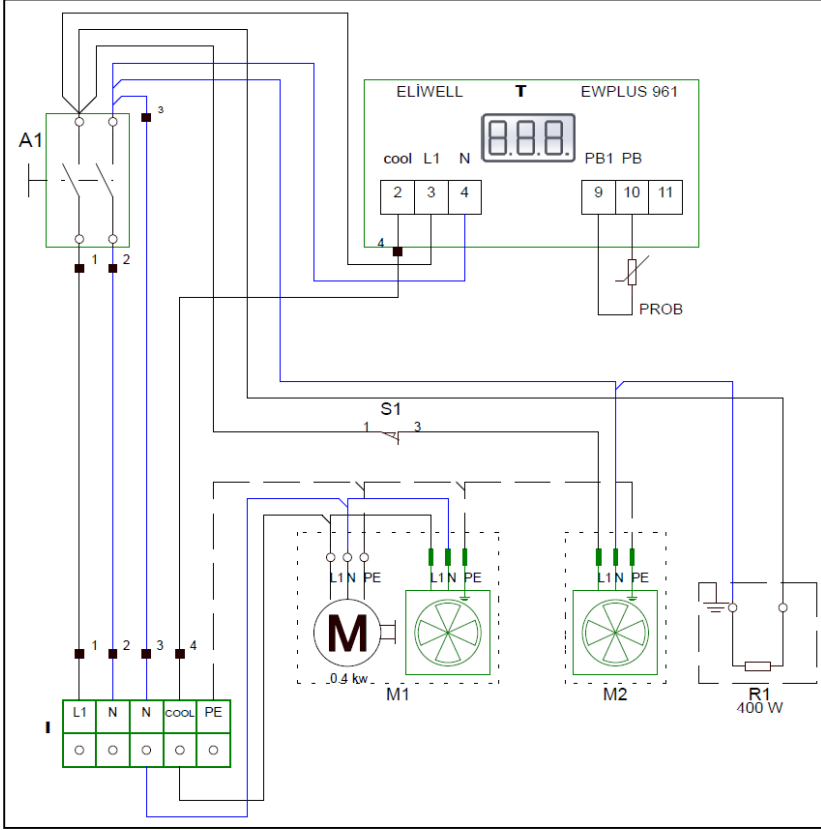 ELİWELL T EWPLUS 961
3
A1
cool L1 N PB1 PB
2 3 4 9 10 11
4
1 2
PROB
S1
1 3
L1 N PE L1 N PE L1 N PE
M
1 2 3 4
0.4 kw
M1 M2 R1
400 W
L1 N N COOL PE
I